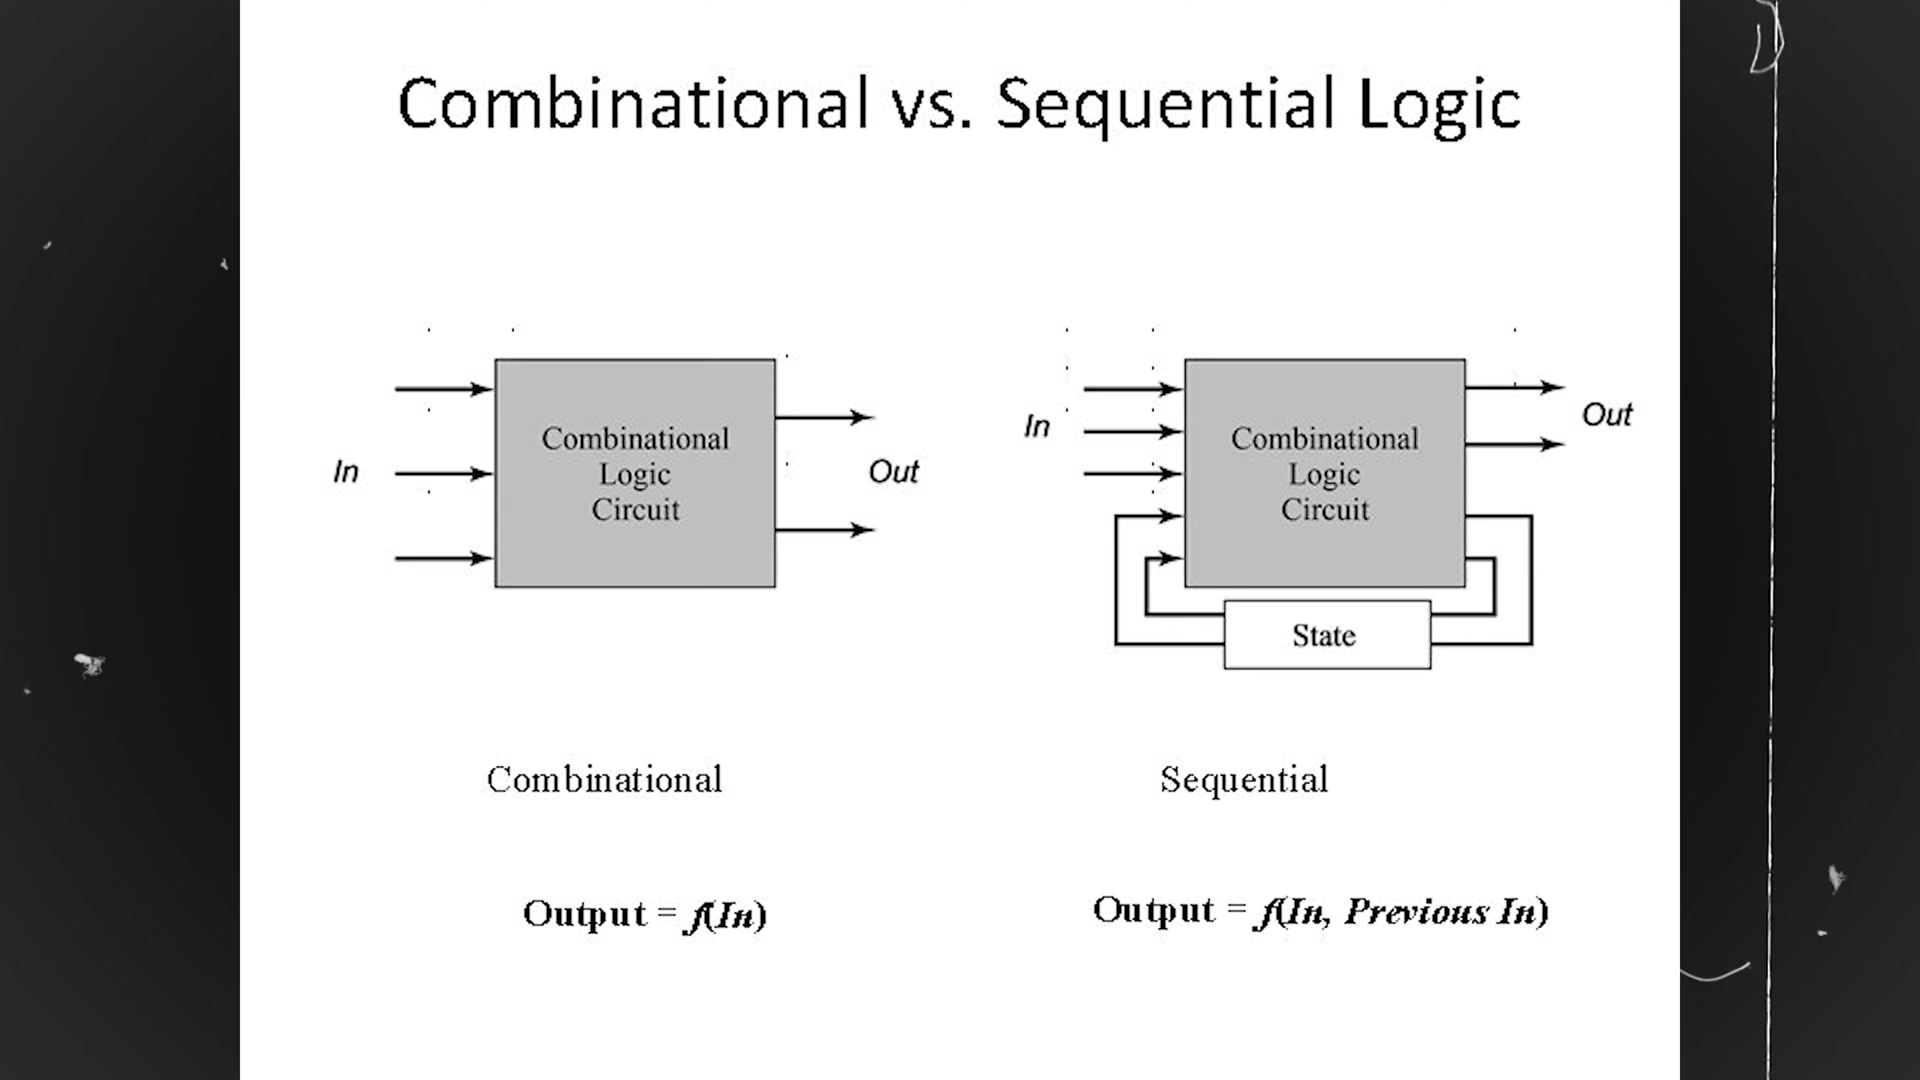 Combinational vs. Sequential Logic
In
Combinational
Logic
Circuit
Out
In
Combinational
Logic
Circuit
Out
State
Combinational
Sequential
Output = f(In)
Output = f(In, Previous In)